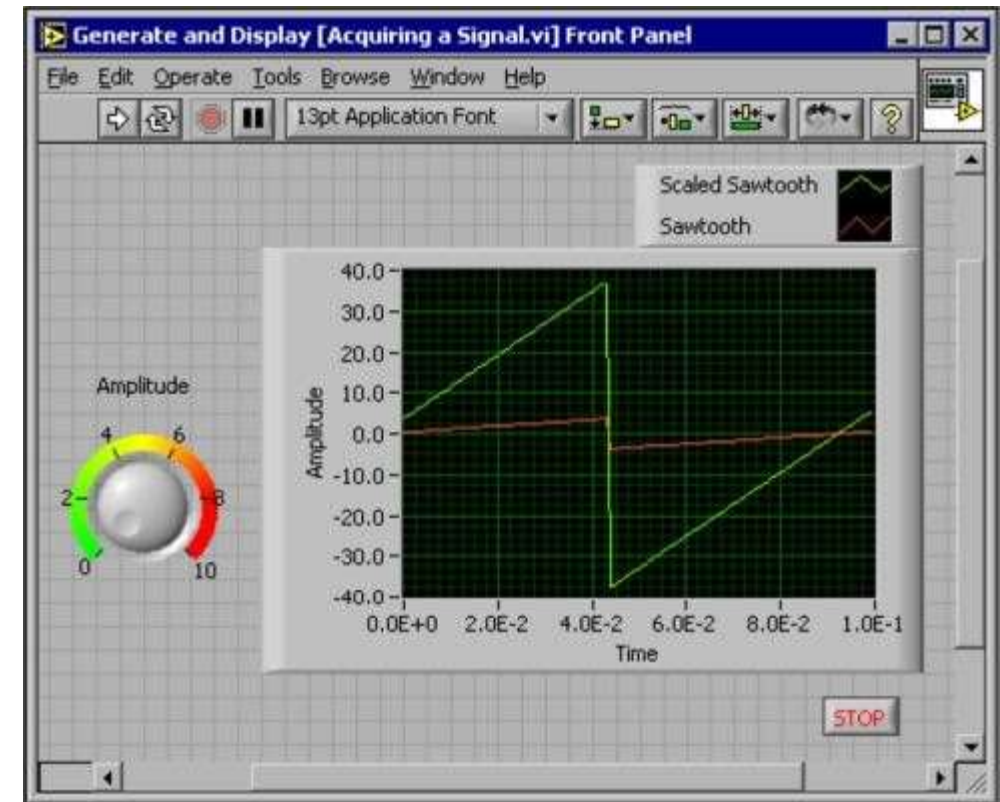 Generate and Display [Acquiring a Signal.vi] Front Panel
File Edit Operate Tools Browse Window Help
13pt Application Font
Scaled Sawtooth
Sawtooth
40.0
30.0
20.0
10.0
0.0
-10.0
-20.0
-30.0
-40.0
Amplitude
0.0E+0 2.0E-2 4.0E-2 6.0E-2 8.0E-2 1.0E-1
Time
Amplitude
4 6
2 8
0 10
STOP